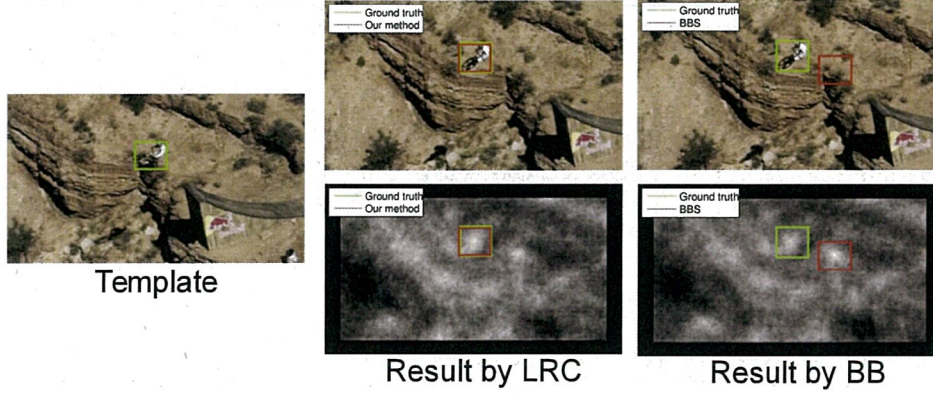 Ground truth
Our method
Ground truth
BBS
Template
Ground truth
Our method
Ground truth
BBS
Result by LRC
Result by BB